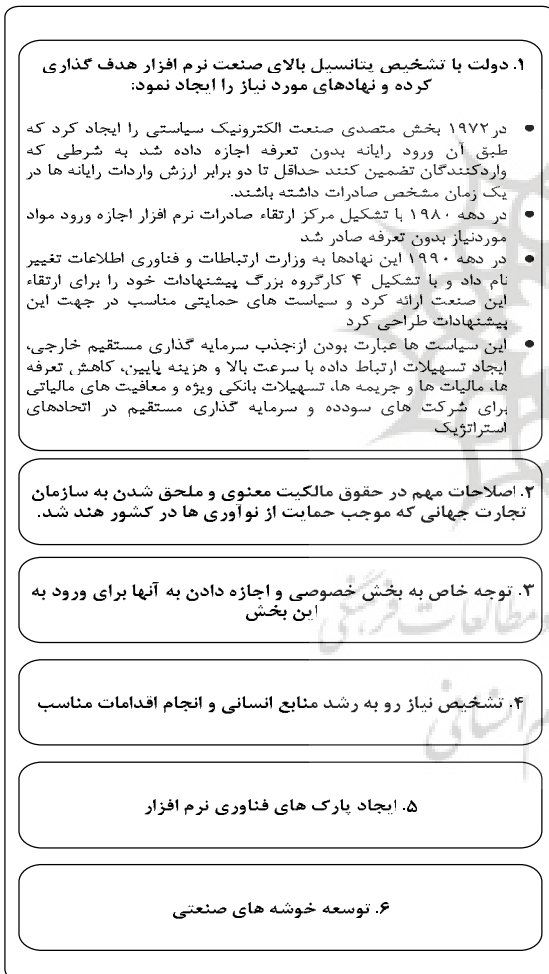 ۱. دولت با تشخیص پتانسیل بالای صنعت نرم افزار هدف گذاری
کرده و نهادهای مورد نیاز را ایجاد نمود:
• در۱۹۷۲ بخش متصدی صنعت الکترونیک سیاستی را ایجاد کرد که
طبق آن ورود رایانه بدون تعرفه اجازه داده شد به شرطی که
واردکنندگان تضمین کنند حداقل تا دو برابر ارزش واردات رایانه ها در
یک زمان مشخص صادرات داشته باشند.
• در دهه ۱۹۸۰ با تشکیل مرکز ارتقاء صادرات نرم افزار اجازه ورود مواد
موردنیاز بدون تعرفه صادر شد
• در دهه ۱۹۹۰ این نهادها به وزارت ارتباطات و فناوری اطلاعات تغییر
نام داد و با تشکیل ۴ کارگروه بزرگ پیشنهادات خود را برای ارتقاء
این صنعت ارائه کرد و سیاست های حمایتی مناسب در جهت این
پیشنهادات طراحی کرد
• این سیاست ها عبارت بودن از:جذب سرمایه گذاری مستقیم خارجی،
ایجاد تسهیلات ارتباط داده با سرعت بالا و هزینه پایین، کاهش تعرفه
ها، مالیات ها و جریمه ها، تسهیلات بانکی ویژه و معافیت های مالیاتی
برای شرکت های سودده و سرمایه گذاری مستقیم در اتحادهای
استراتژیک
۲. اصلاحات مهم در حقوق مالکیت معنوی و ملحق شدن به سازمان
تجارت جهانی که موجب حمایت از نوآوری ها در کشور هند شد.
۳. توجه خاص به بخش خصوصی و اجازه دادن به آنها برای ورود به
این بخش
ومطالعات فرهنگی
۴. تشخیص نیاز رو به رشد منابع انسانی و انجام اقدامات مناسب
۵. ایجاد پارک های فناوری نرم افزار
۶. توسعه خوشه های صنعتی